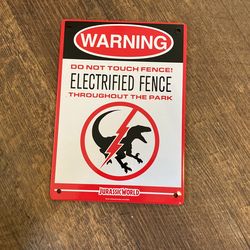 WARNING
DO NOT TOUCH FENCE!
ELECTRIFIED FENCE
THROUGHOUT THE PARK
JURASSIC WORLD